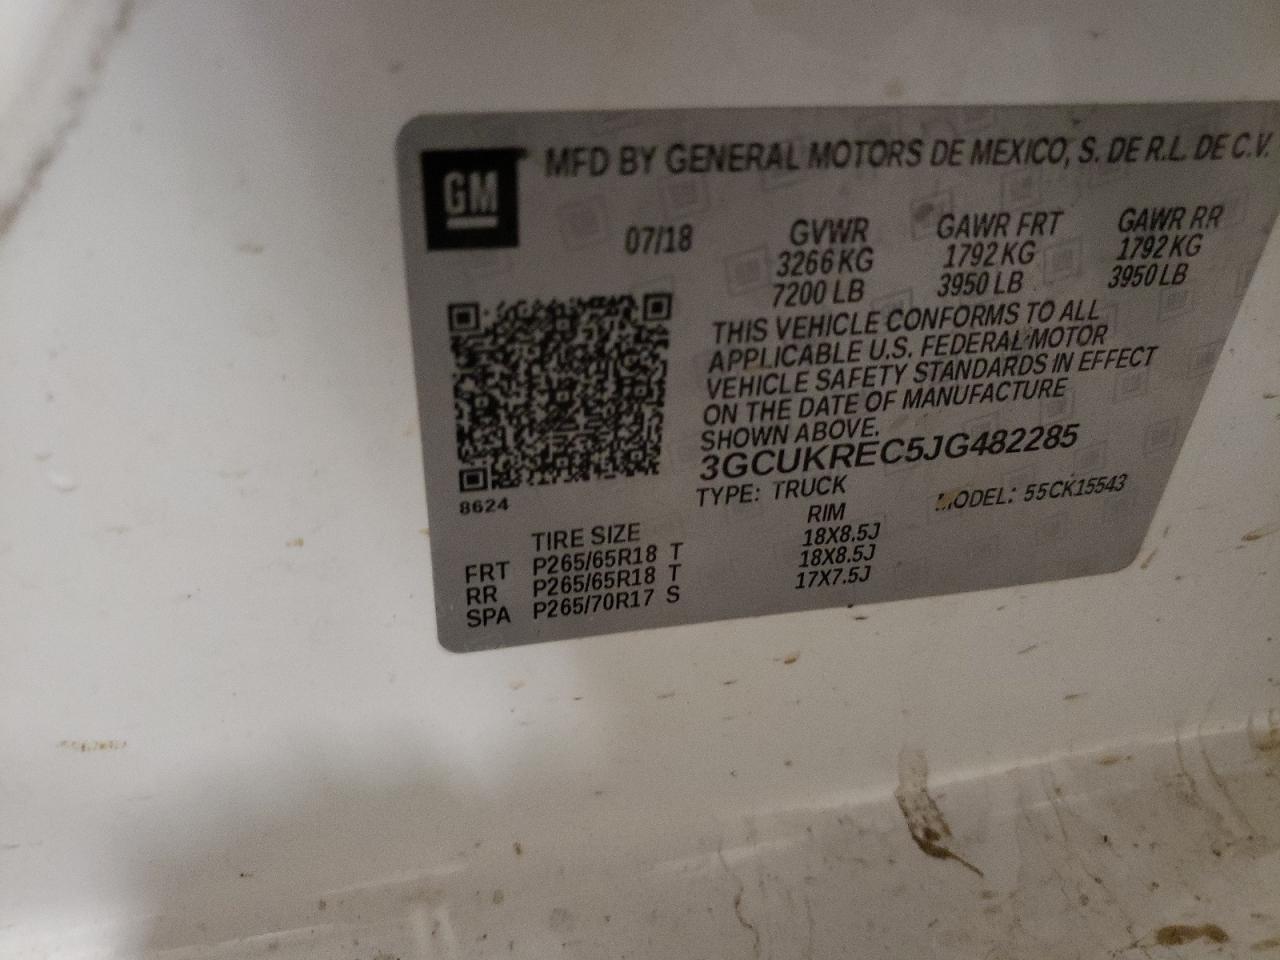 GM
MFD BY GENERAL MOTORS DE MEXICO, S. DE R.L. DE C.V.
07/18 GVWR GAWR FRT GAWR RR
3266 KG 1792 KG 1792 KG
7200 LB 3950 LB 3950 LB
THIS VEHICLE CONFORMS TO ALL
APPLICABLE U.S. FEDERAL MOTOR
VEHICLE SAFETY STANDARDS IN EFFECT
ON THE DATE OF MANUFACTURE
SHOWN ABOVE.
3GCUKREC5JG482285
8624
TYPE: TRUCK MODEL: 55CK15543
TIRE SIZE RIM
FRT P265/65R18 T 18X8.5J
RR P265/65R18 T 18X8.5J
SPA P265/70R17 S 17X7.5J